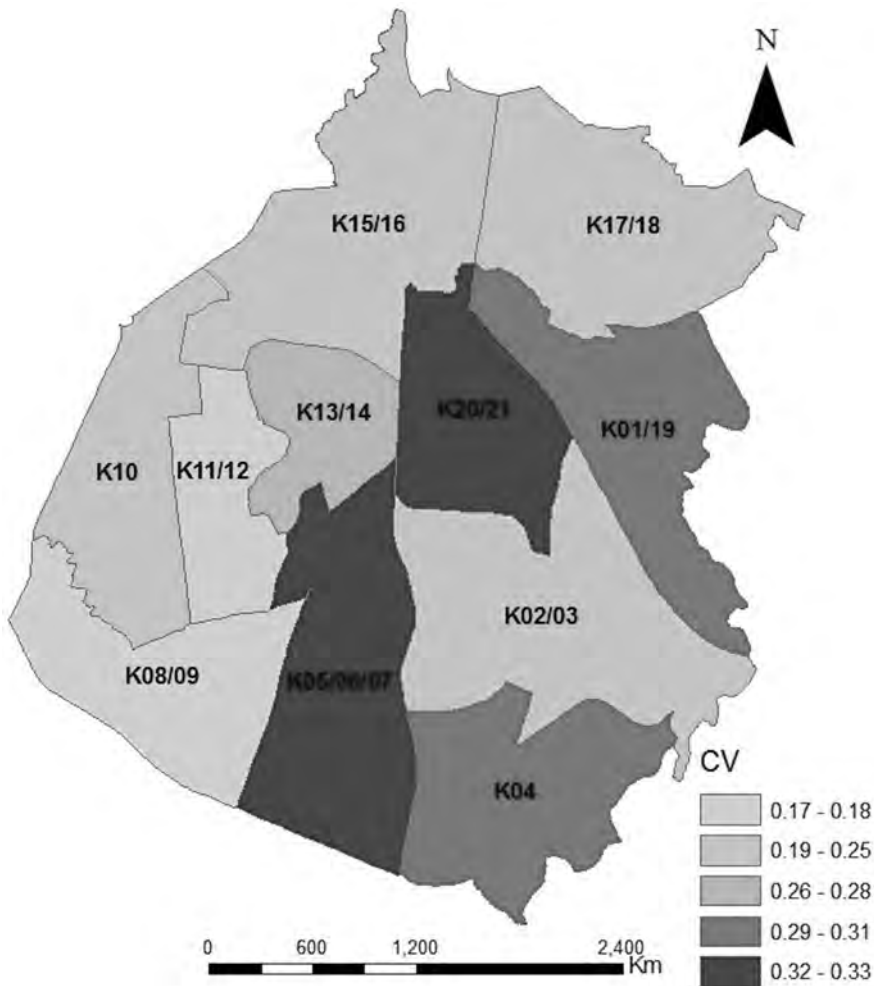 N
K15/16
K17/18
K13/14
K20/21
K01/19
K10
K11/12
K02/03
K08/09
K05/06/07
K04
CV
0.17 - 0.18
0.19 - 0.25
0.26 - 0.28
0.29 - 0.31
0.32 - 0.33
0 600 1,200 2,400
Km